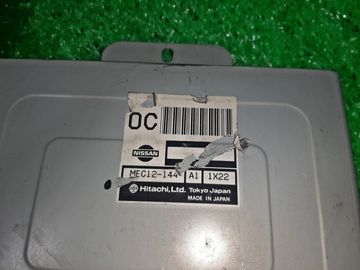 OC
NISSAN
MEC12-144 A1 1X22
Hitachi, Ltd. Tokyo Japan
MADE IN JAPAN